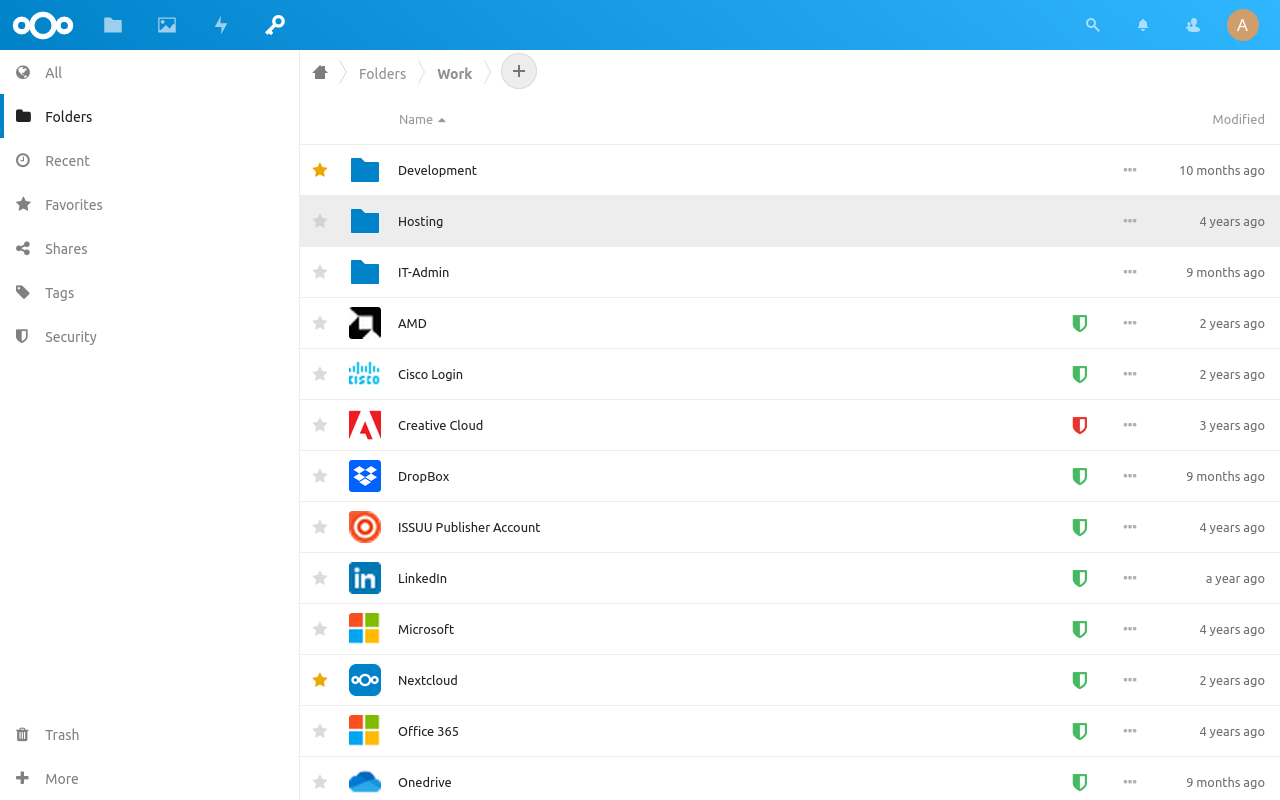 A
All
Folders
Recent
Favorites
Shares
Tags
Security
Trash
More
Folders Work
Name Modified
Development 10 months ago
Hosting 4 years ago
IT-Admin 9 months ago
AMD 2 years ago
CISCO Cisco Login 2 years ago
Creative Cloud 3 years ago
DropBox 9 months ago
ISSUU Publisher Account 4 years ago
in LinkedIn a year ago
Microsoft 4 years ago
Nextcloud 2 years ago
Office 365 4 years ago
Onedrive 9 months ago